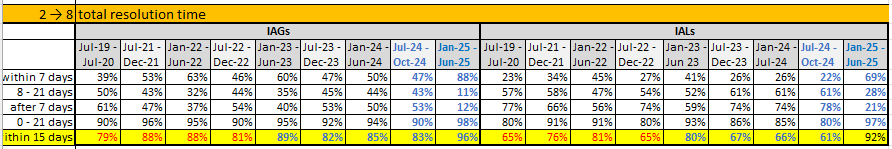 2 → 8 total resolution time
IAGs IALs
Jul-19 - Jul-21 - Jan-22 - Jul-22 - Jan-23 - Jul-23 - Jan-24 - Jul-24 - Jan-25 - Jul-19 - Jul-21 - Jan-22 - Jul-22 - Jan-23 - Jul-23 - Jan-24 - Jul-24 - Jan-25 -
Jul-20 Dec-21 Jun-22 Dec-22 Jun-23 Dec-23 Jun-24 Oct-24 Jun-25 Jul-20 Dec-21 Jun-22 Dec-22 Jun 23 Dec-23 Jul-24 Oct-24 Jun-25
within 7 days 39% 53% 63% 46% 60% 47% 50% 47% 88% 23% 34% 45% 27% 41% 26% 26% 22% 69%
8 - 21 days 50% 43% 32% 44% 35% 45% 44% 43% 11% 57% 58% 47% 54% 52% 61% 61% 61% 28%
after 7 days 61% 47% 37% 54% 40% 53% 50% 53% 12% 77% 66% 56% 74% 59% 74% 74% 78% 21%
0 - 21 days 90% 96% 95% 90% 95% 92% 94% 90% 98% 80% 91% 91% 80% 93% 86% 85% 80% 97%
ithin 15 days 79% 88% 88% 81% 89% 82% 85% 83% 96% 65% 76% 81% 65% 80% 67% 66% 61% 92%